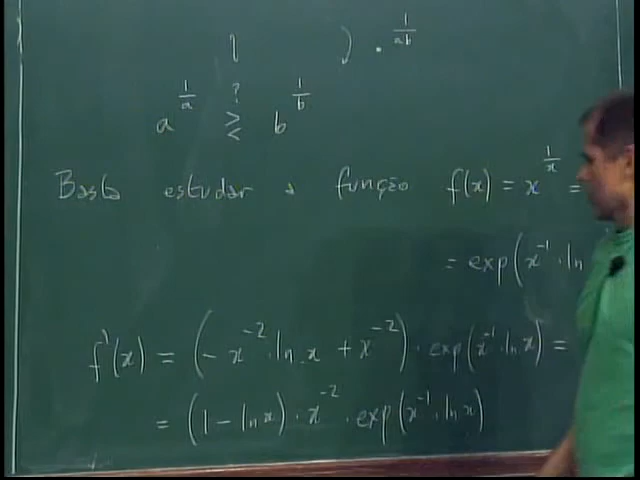 ) · 1/ab
a^{1/a} ≷? b^{1/b}
Basta estudar a função f(x) = x^{1/x} =
= exp(x^{-1} · ln
f'(x) = (-x^{-2} · ln x + x^{-2}) · exp(x^{-1} · ln x) =
= (1 - ln x) · x^{-2} · exp(x^{-1} · ln x)